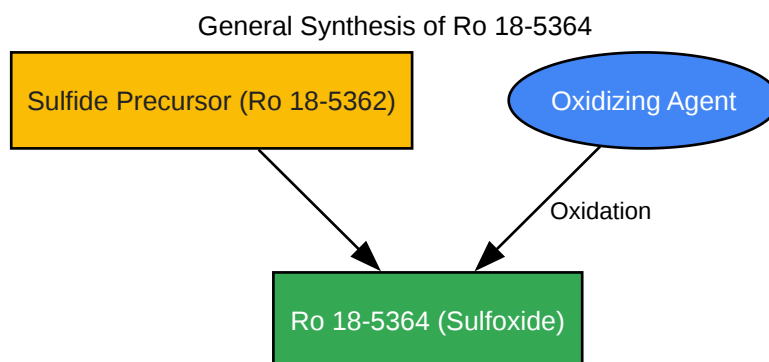 General Synthesis of Ro 18-5364
Sulfide Precursor (Ro 18-5362)
Oxidizing Agent
Oxidation
Ro 18-5364 (Sulfoxide)